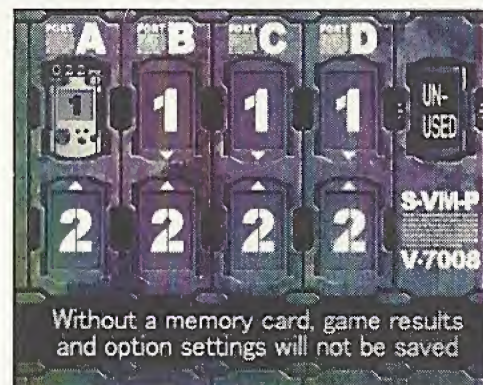 PORT A PORT B PORT C PORT D
022
1 1 1 1 UN-
USED
2 2 2 2 S-VM-P
V-7008
Without a memory card, game results
and option settings will not be saved